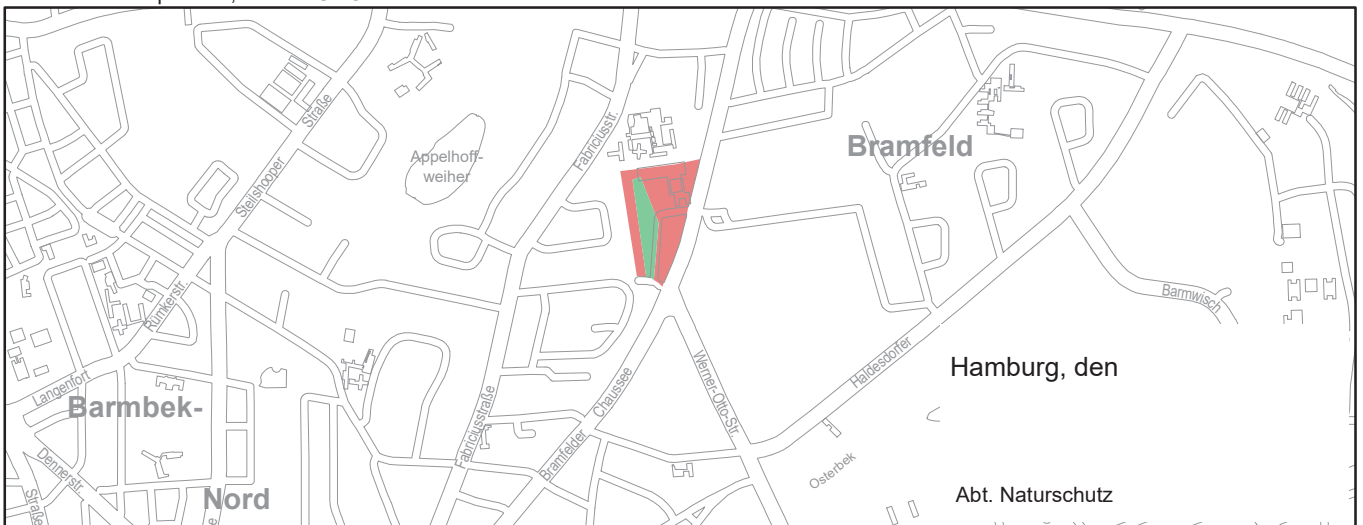 Straße
Steilshooper
Appelhoff-
weiher
Fabriciusstr.
Bramfeld
Rümkerstr.
Barmwisch
Langenfort
Barmbek-
Nord
Dennerstr.
Straße
Fabriciusstraße
Bramfelder Chaussee
Werner-Otto-Str.
Haldesdorfer
Osterbek
Hamburg, den
Abt. Naturschutz